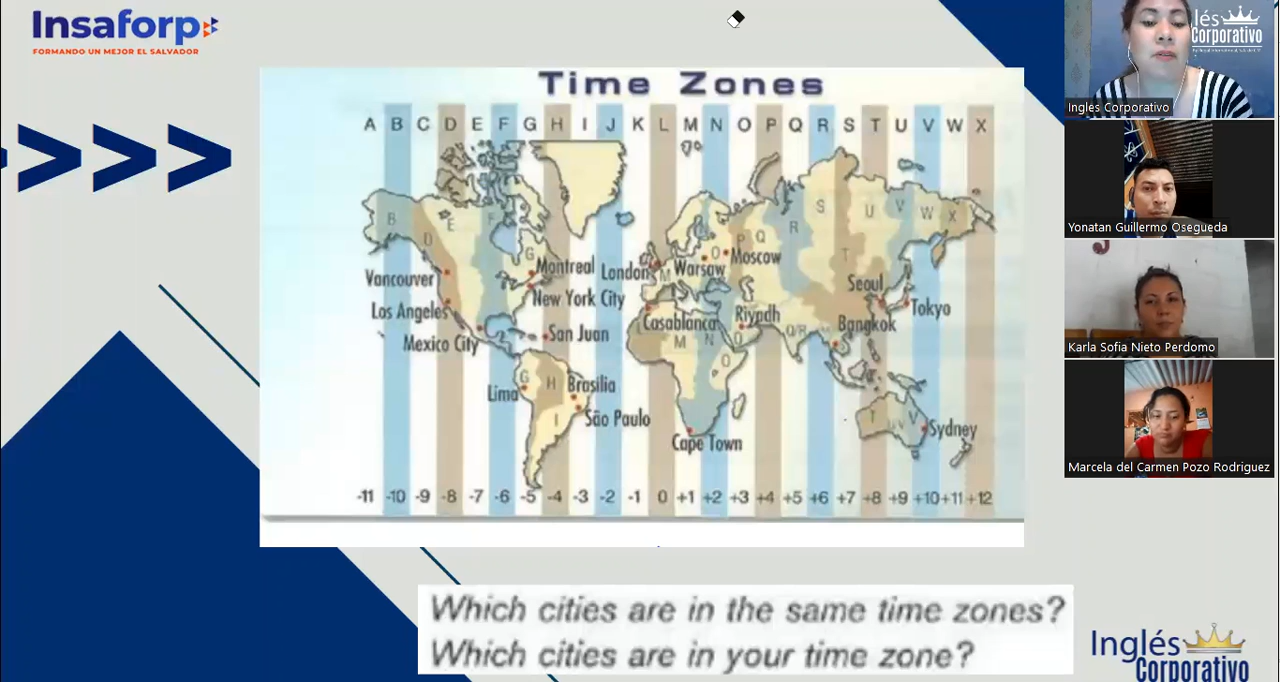 Insaforp
FORMANDO UN MEJOR EL SALVADOR
lés
Corporativo
Inglés Corporativo
Yonatan Guillermo Osegueda
Karla Sofia Nieto Perdomo
Marcela del Carmen Pozo Rodriguez
Time Zones
A B C D E F G H I J K L M N O P Q R S T U V W X
B D E F G
M O P Q R S T U V W X
Vancouver
Montreal
London
Warsaw
Moscow
Los Angeles
New York City
Seoul
Tokyo
Mexico City
San Juan
Casablanca
Riyadh
Bangkok
M N O Q R
Lima
G H I
Brasilia
São Paulo
Cape Town
T V
Sydney
-11 -10 -9 -8 -7 -6 -5 -4 -3 -2 -1 0 +1 +2 +3 +4 +5 +6 +7 +8 +9 +10 +11 +12
Which cities are in the same time zones?
Which cities are in your time zone?
Inglés
Corporativo